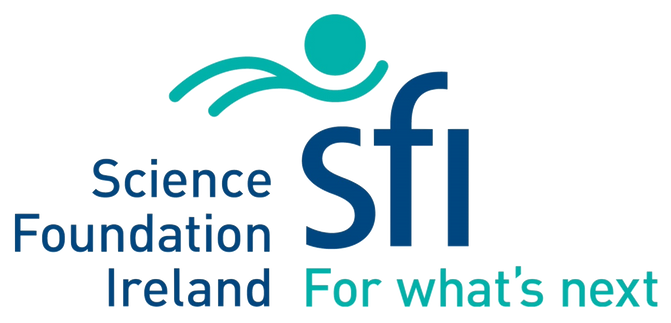 Science
Foundation
Ireland
sfi
For what's next